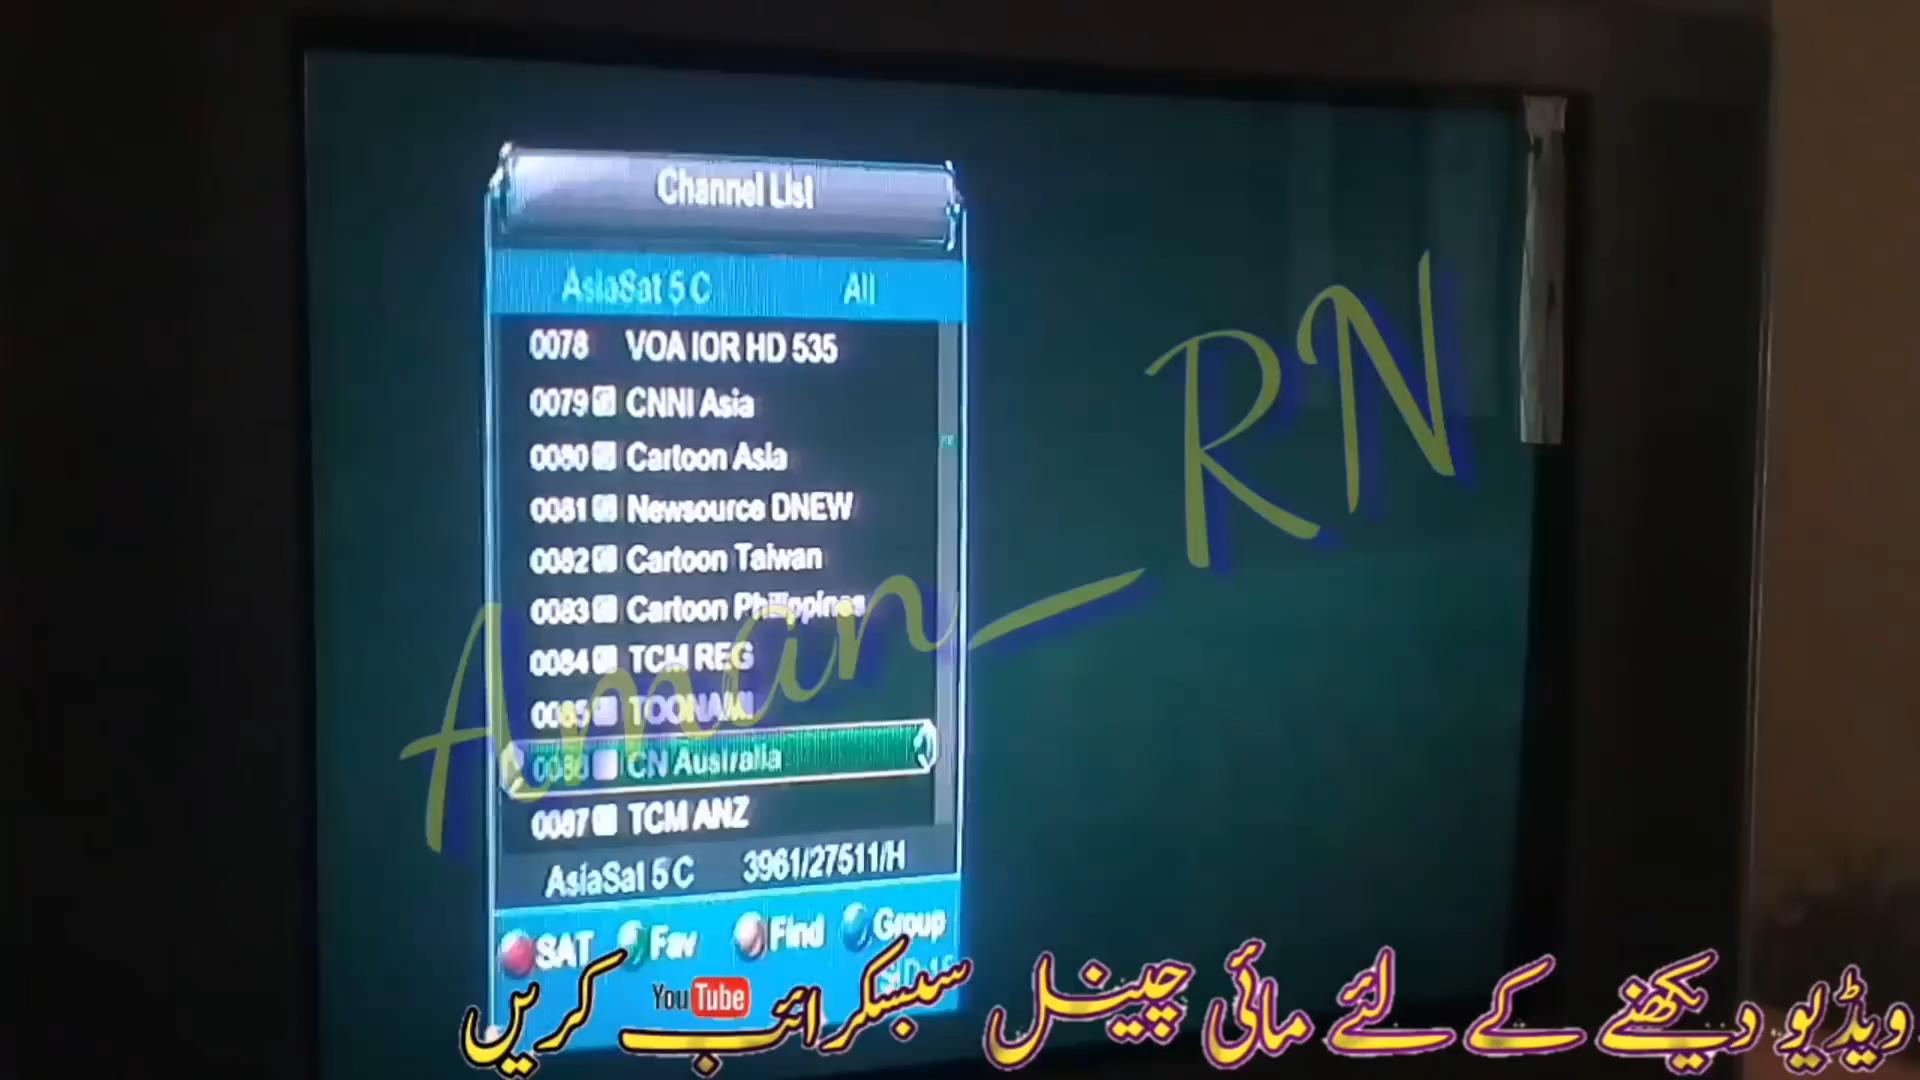 Channel List
AsiaSat 5 C All
0078 VOA IOR HD 535
0079 CNNI Asia
0080 Cartoon Asia
0081 Newsource DNEW
0082 Cartoon Taiwan
0083 Cartoon Philippines
0084 TCM REG
0085 TOONAMI
0086 CN Australia
0087 TCM ANZ
AsiaSat 5 C 3961/27511/H
SAT Fav Find Group
Aman_RN
ویڈیو دیکھنے کے لئے مائی چینل سبسکرائب کریں
YouTube